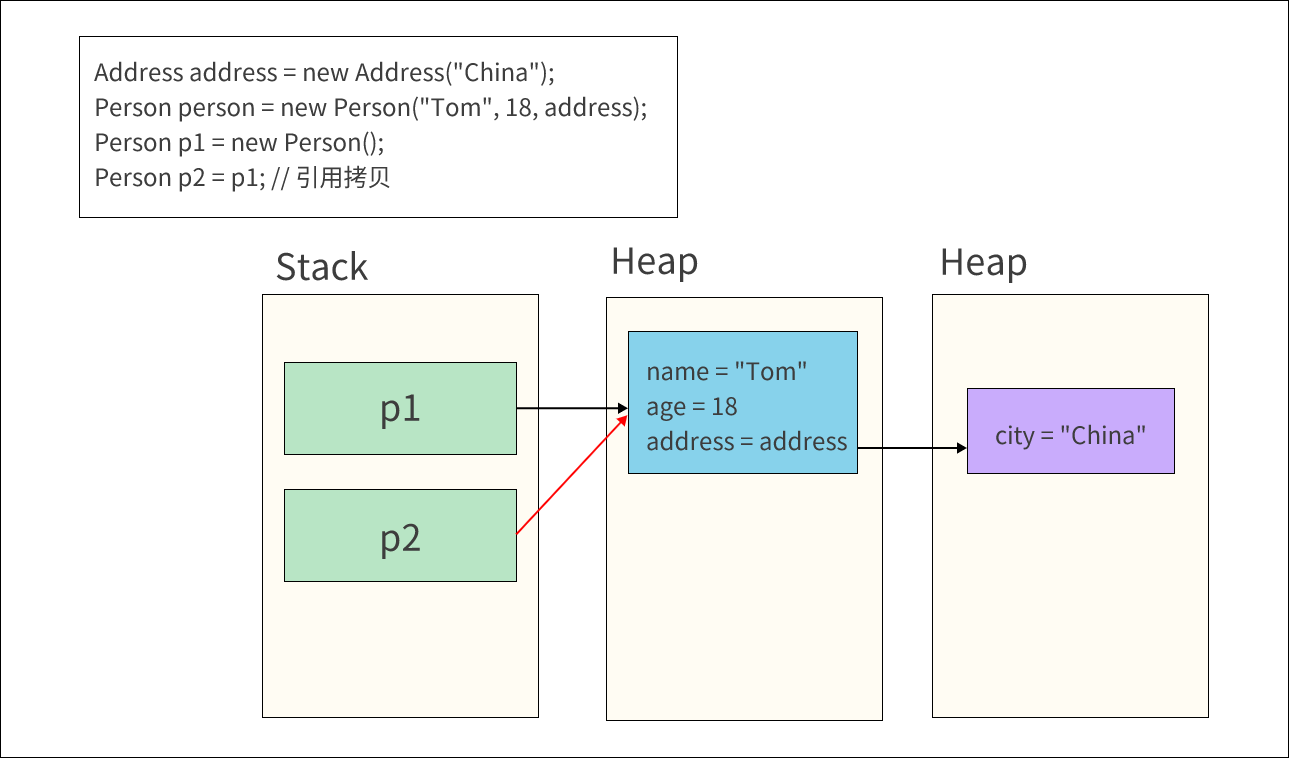 Address address = new Address("China");
Person person = new Person("Tom", 18, address);
Person p1 = new Person();
Person p2 = p1; // 引用拷贝
Stack
Heap
Heap
p1
p2
name = "Tom"
age = 18
address = address
city = "China"